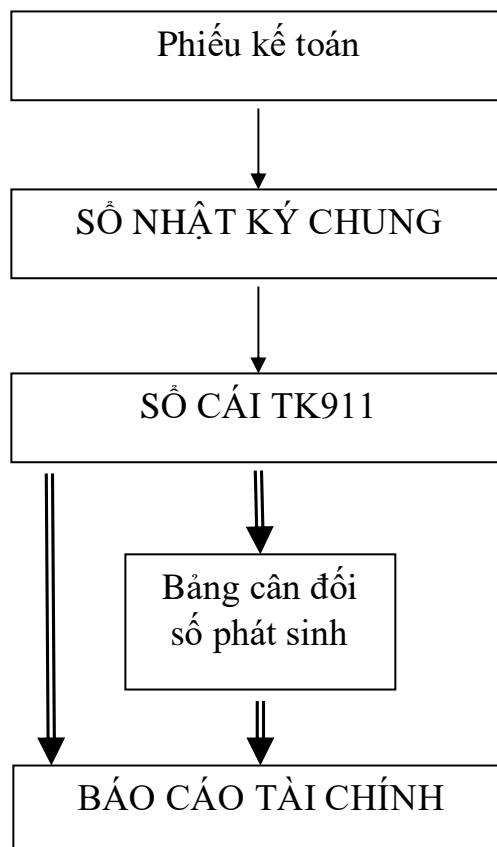 Phiếu kế toán
SỔ NHẬT KÝ CHUNG
SỔ CÁI TK911
Bảng cân đối
số phát sinh
BÁO CÁO TÀI CHÍNH